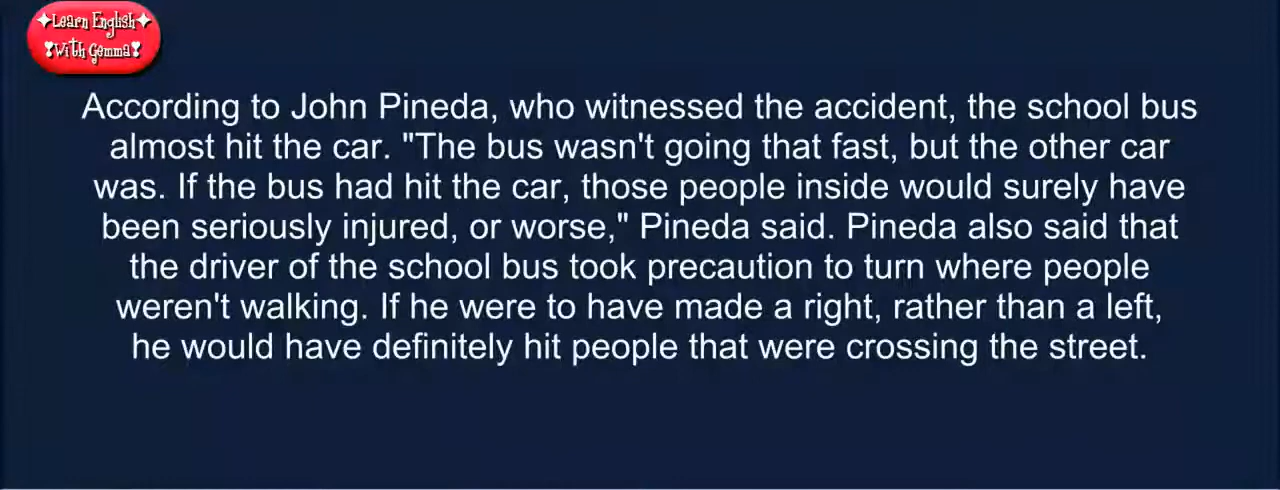 ✦Learn English✦
❣With Gemma❣
According to John Pineda, who witnessed the accident, the school bus
almost hit the car. "The bus wasn't going that fast, but the other car
was. If the bus had hit the car, those people inside would surely have
been seriously injured, or worse," Pineda said. Pineda also said that
the driver of the school bus took precaution to turn where people
weren't walking. If he were to have made a right, rather than a left,
he would have definitely hit people that were crossing the street.